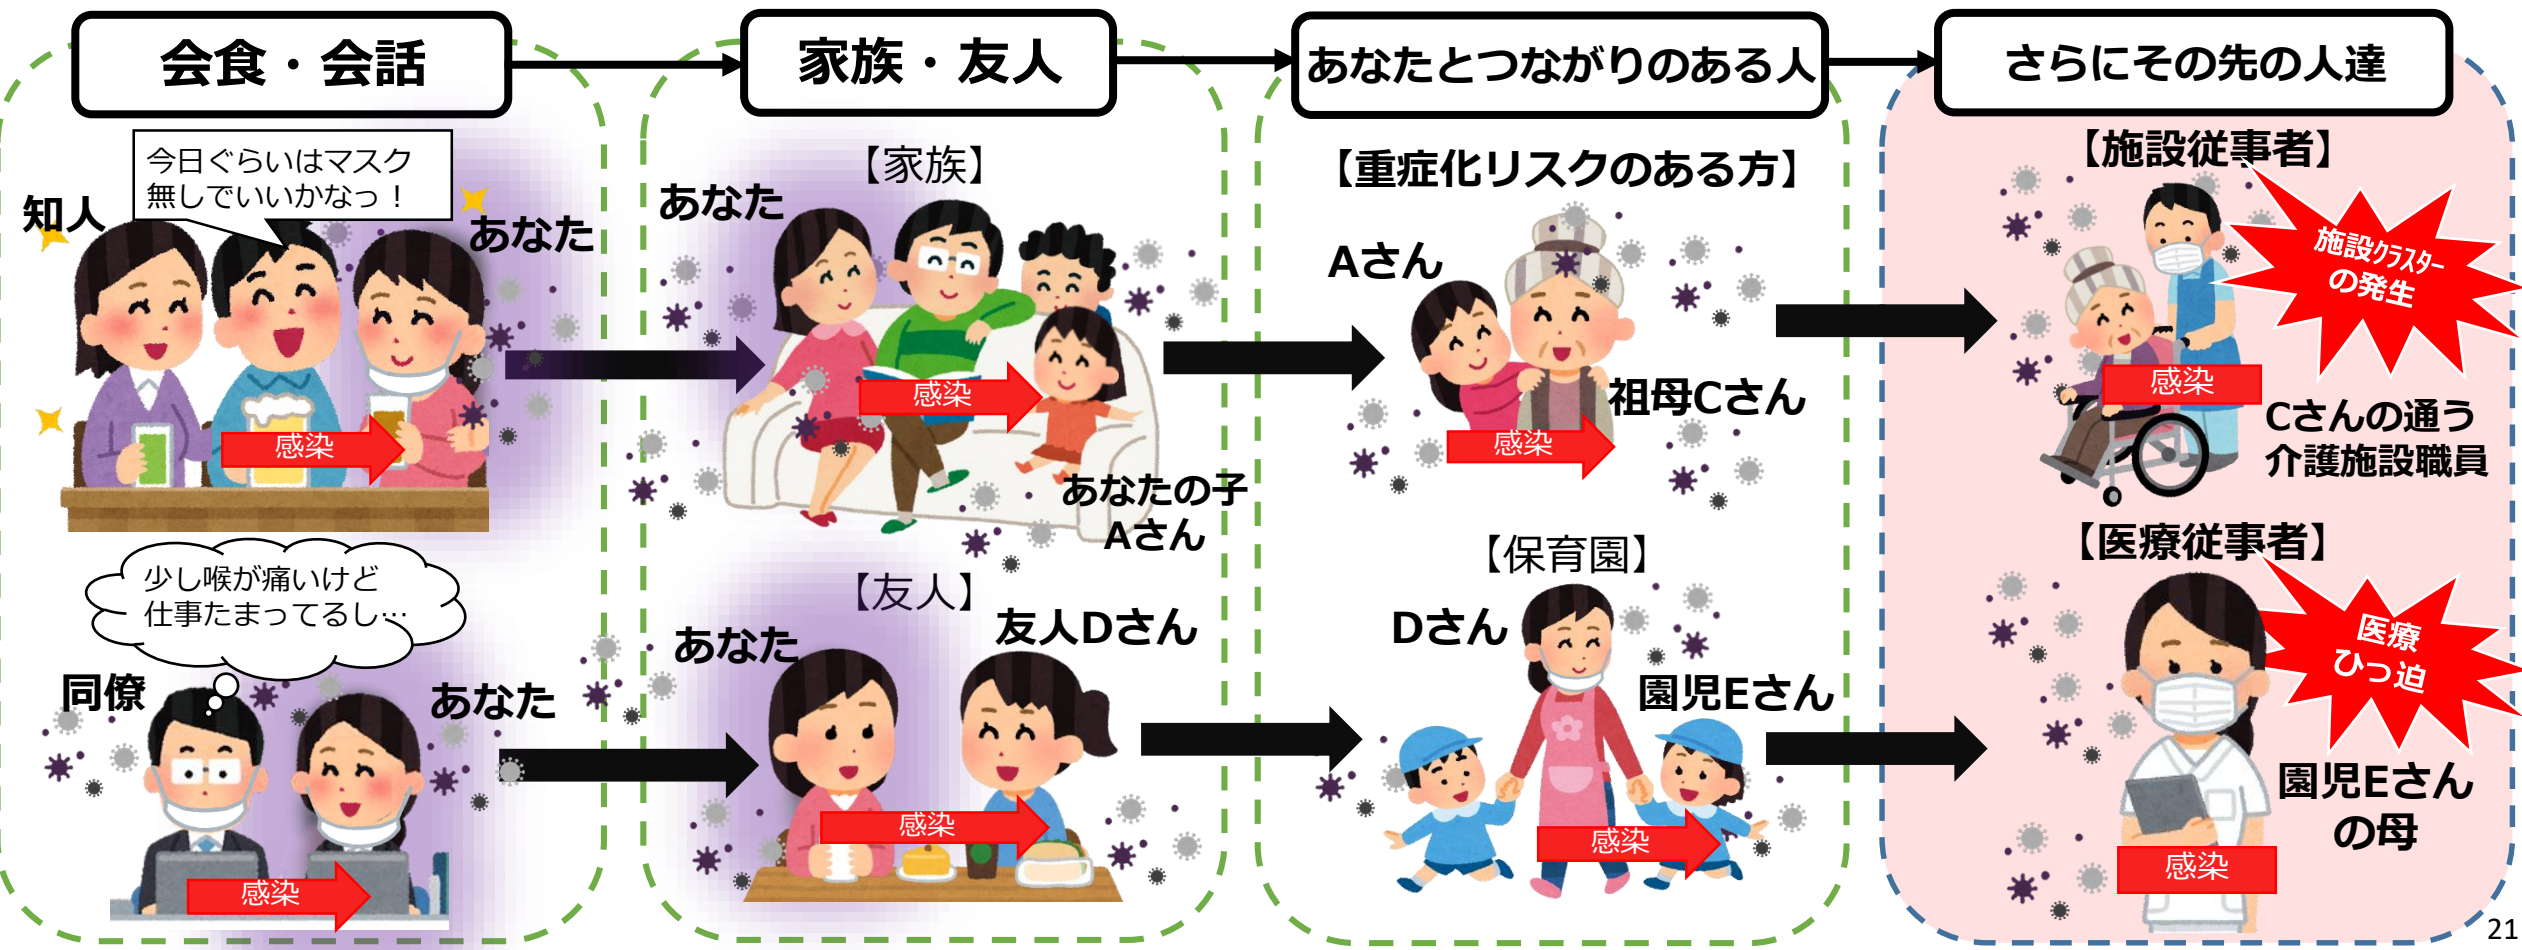 会食・会話
家族・友人
あなたとつながりのある人
さらにその先の人達
今日ぐらいはマスク
無しでいいかなっ！
知人
あなた
感染
少し喉が痛いけど
仕事たまってるし…
同僚
あなた
感染
【家族】
あなた
感染
あなたの子
Aさん
【友人】
あなた
友人Dさん
感染
【重症化リスクのある方】
Aさん
祖母Cさん
感染
【保育園】
Dさん
園児Eさん
感染
【施設従事者】
施設クラスター
の発生
感染
Cさんの通う
介護施設職員
【医療従事者】
医療
ひっ迫
園児Eさん
の母
感染
21